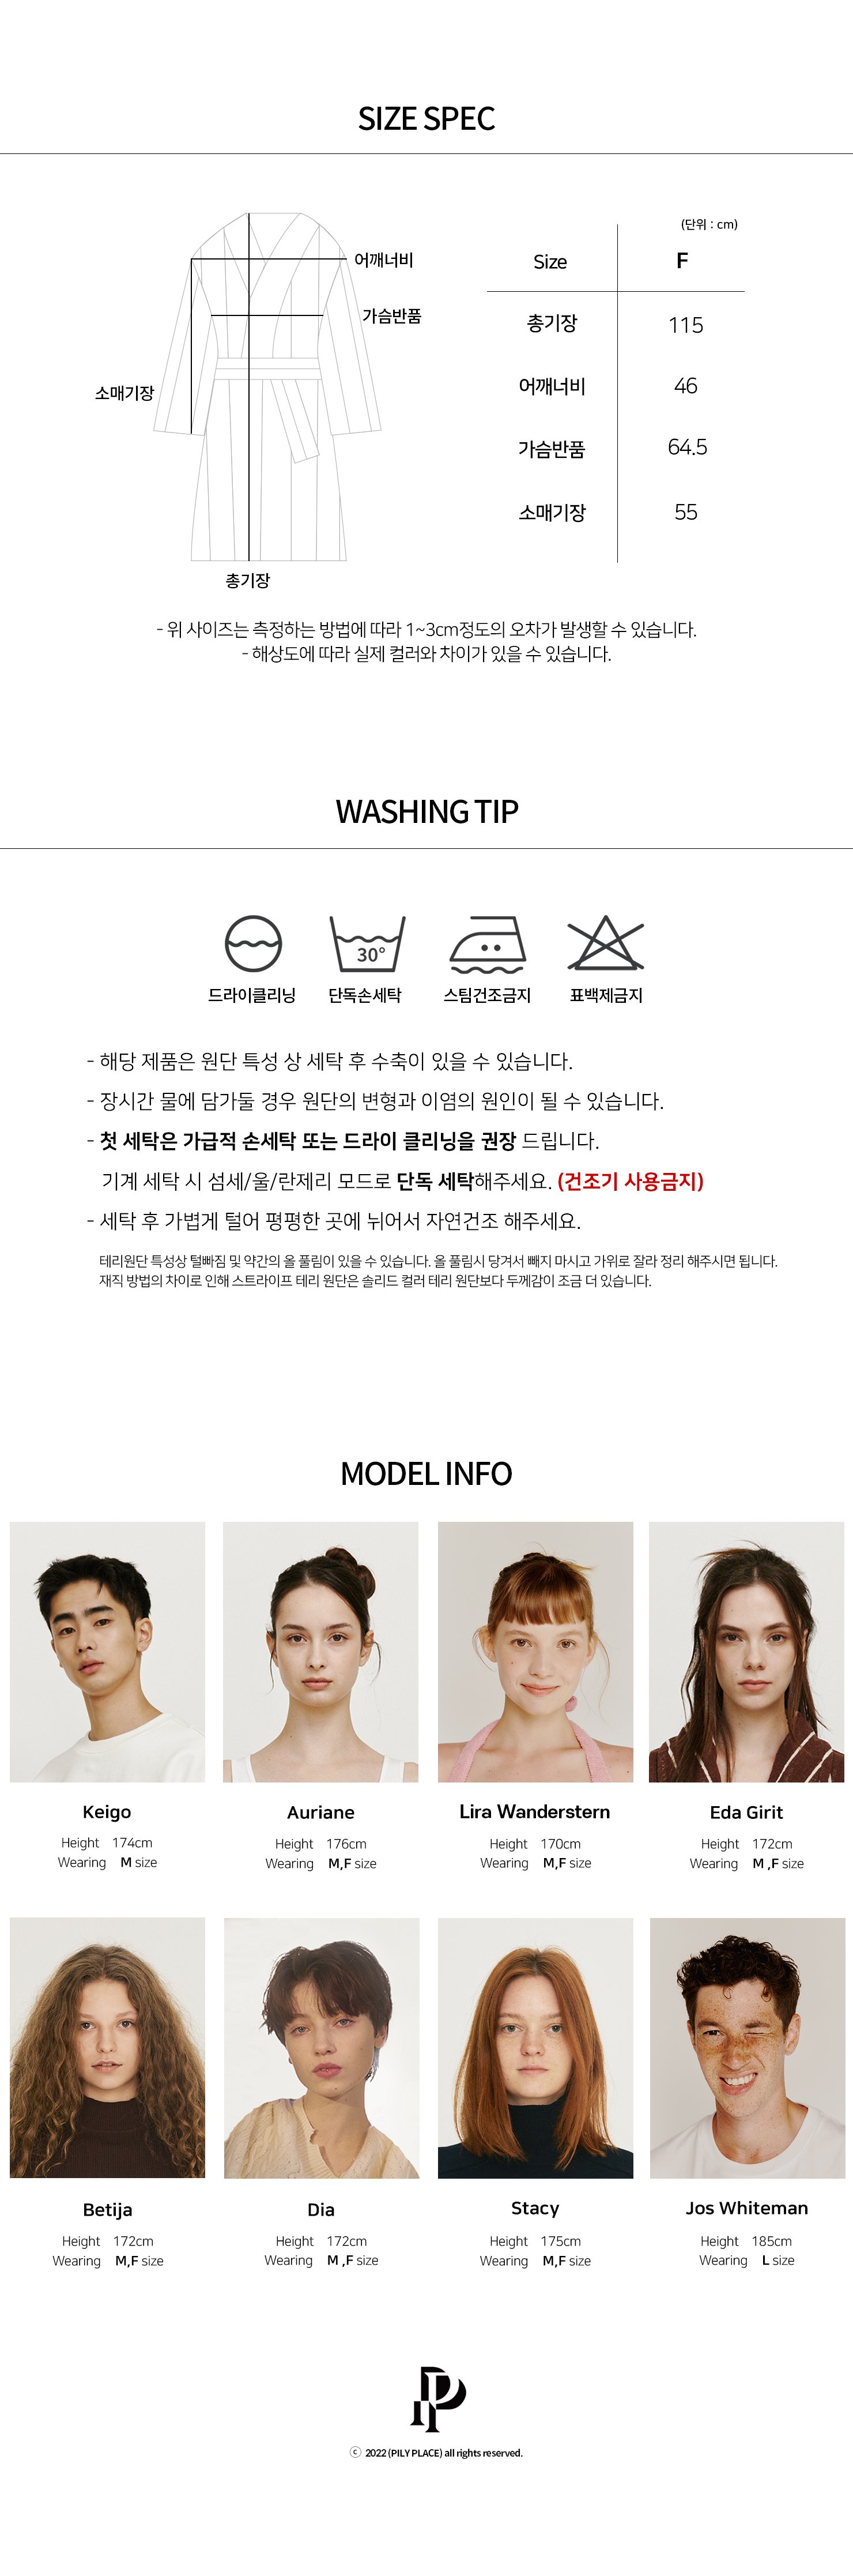 SIZE SPEC
어깨너비
가슴반품
소매기장
총기장
(단위 : cm)
Size F
총기장 115
어깨너비 46
가슴반품 64.5
소매기장 55
- 위 사이즈는 측정하는 방법에 따라 1~3cm정도의 오차가 발생할 수 있습니다.
- 해상도에 따라 실제 컬러와 차이가 있을 수 있습니다.
WASHING TIP
30°
드라이클리닝 단독손세탁 스팀건조금지 표백제금지
- 해당 제품은 원단 특성 상 세탁 후 수축이 있을 수 있습니다.
- 장시간 물에 담가둘 경우 원단의 변형과 이염의 원인이 될 수 있습니다.
- 첫 세탁은 가급적 손세탁 또는 드라이 클리닝을 권장 드립니다.
기계 세탁 시 섬세/울/란제리 모드로 단독 세탁해주세요. (건조기 사용금지)
- 세탁 후 가볍게 털어 평평한 곳에 뉘어서 자연건조 해주세요.
테리원단 특성상 털빠짐 및 약간의 올 풀림이 있을 수 있습니다. 올 풀림시 당겨서 빼지 마시고 가위로 잘라 정리 해주시면 됩니다.
재직 방법의 차이로 인해 스트라이프 테리 원단은 솔리드 컬러 테리 원단보다 두께감이 조금 더 있습니다.
MODEL INFO
Keigo
Height 174cm
Wearing M size
Auriane
Height 176cm
Wearing M,F size
Lira Wanderstern
Height 170cm
Wearing M,F size
Eda Girit
Height 172cm
Wearing M ,F size
Betija
Height 172cm
Wearing M,F size
Dia
Height 172cm
Wearing M ,F size
Stacy
Height 175cm
Wearing M,F size
Jos Whiteman
Height 185cm
Wearing L size
ⓒ 2022 (PILY PLACE) all rights reserved.